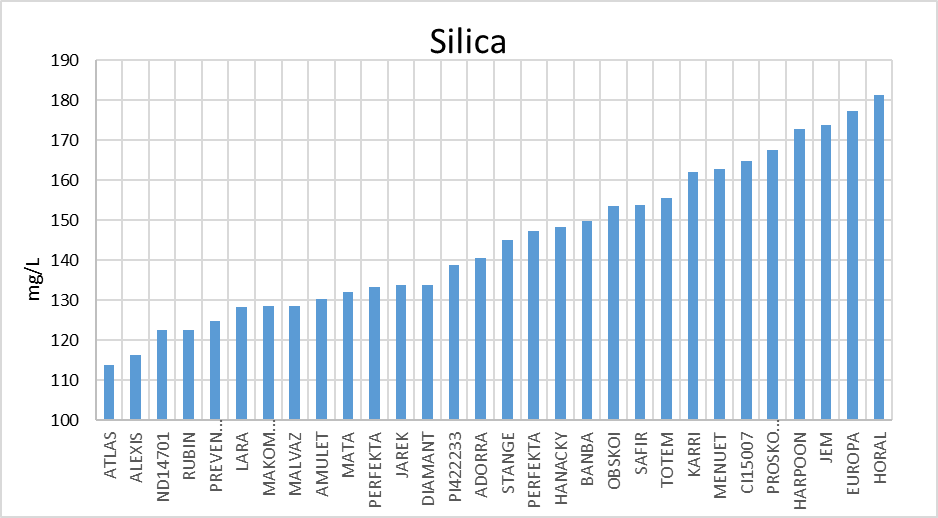 Silica
190
180
170
160
150
140
130
120
110
100
mg/L
ATLAS
ALEXIS
ND14701
RUBIN
PREVEN…
LARA
MAKOM…
MALVAZ
AMULET
MATA
PERFEKTA
JAREK
DIAMANT
PI422233
ADORRA
STANGE
PERFEKTA
HANACKY
BANBA
OBSKOI
SAFIR
TOTEM
KARRI
MENUET
CI15007
PROSKO…
HARPOON
JEM
EUROPA
HORAL